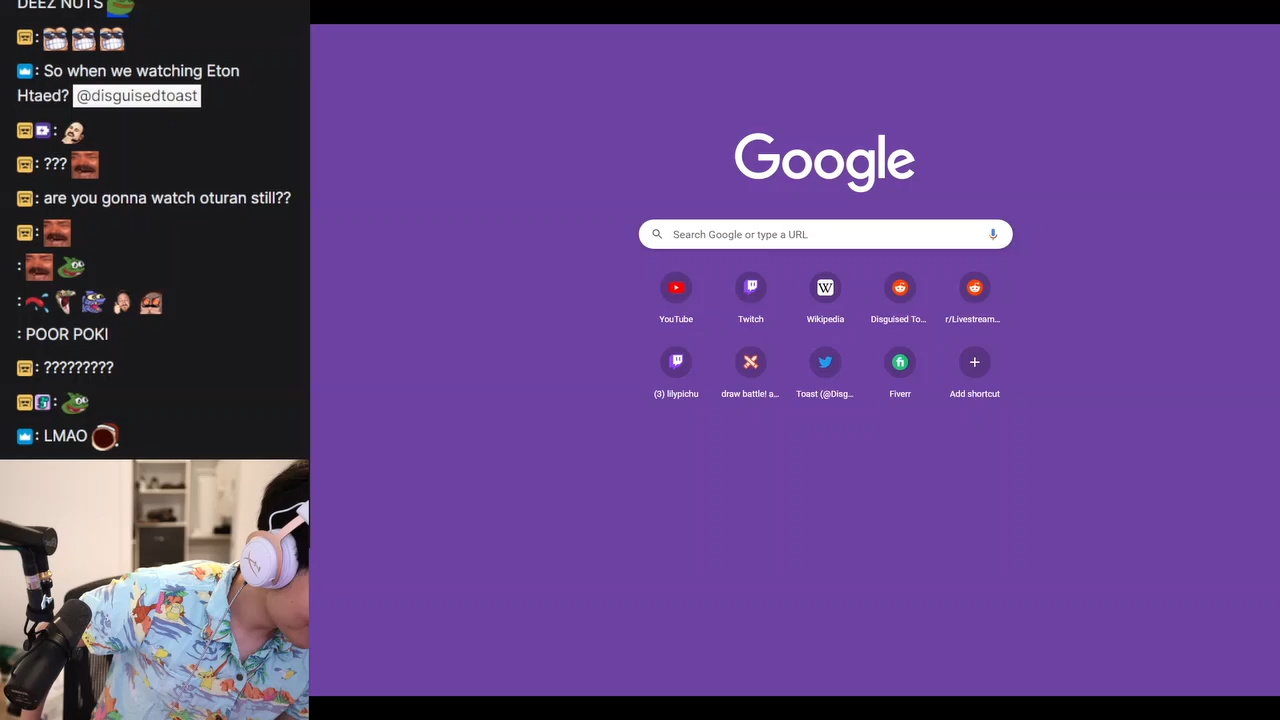 DEEZ NUTS
:
: So when we watching Eton
Htaed? @disguisedtoast
:
: ???
: are you gonna watch oturan still??
:
:
:
: POOR POKI
: ?????????
:
: LMAO
Google
Search Google or type a URL
W
YouTube
Twitch
Wikipedia
Disguised To...
r/Livestream...
fi
(3) lilypichu
draw battle! a...
Toast (@Disg...
Fiverr
Add shortcut